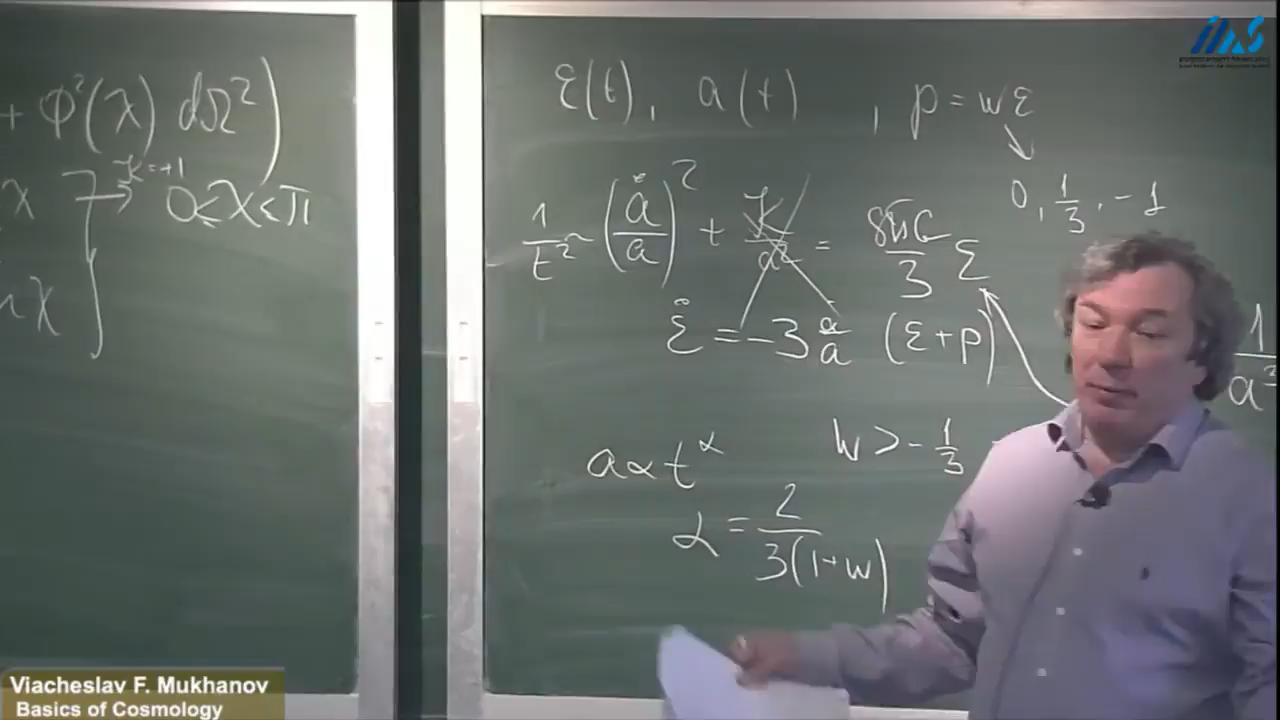 + Φ²(λ) dΩ²)
χ } → K=+1 0≤χ≤π
χ
ε(t), a(t), p = wε
0, 1/3, -1
1/t² ~ (ȧ/a)² + K/a² = 8πG/3 ε
ε̇ = -3 ȧ/a (ε+p)
1/a³
w > -1/3
a ∝ t^α
α = 2/3(1+w)
Viacheslav F. Mukhanov
Basics of Cosmology